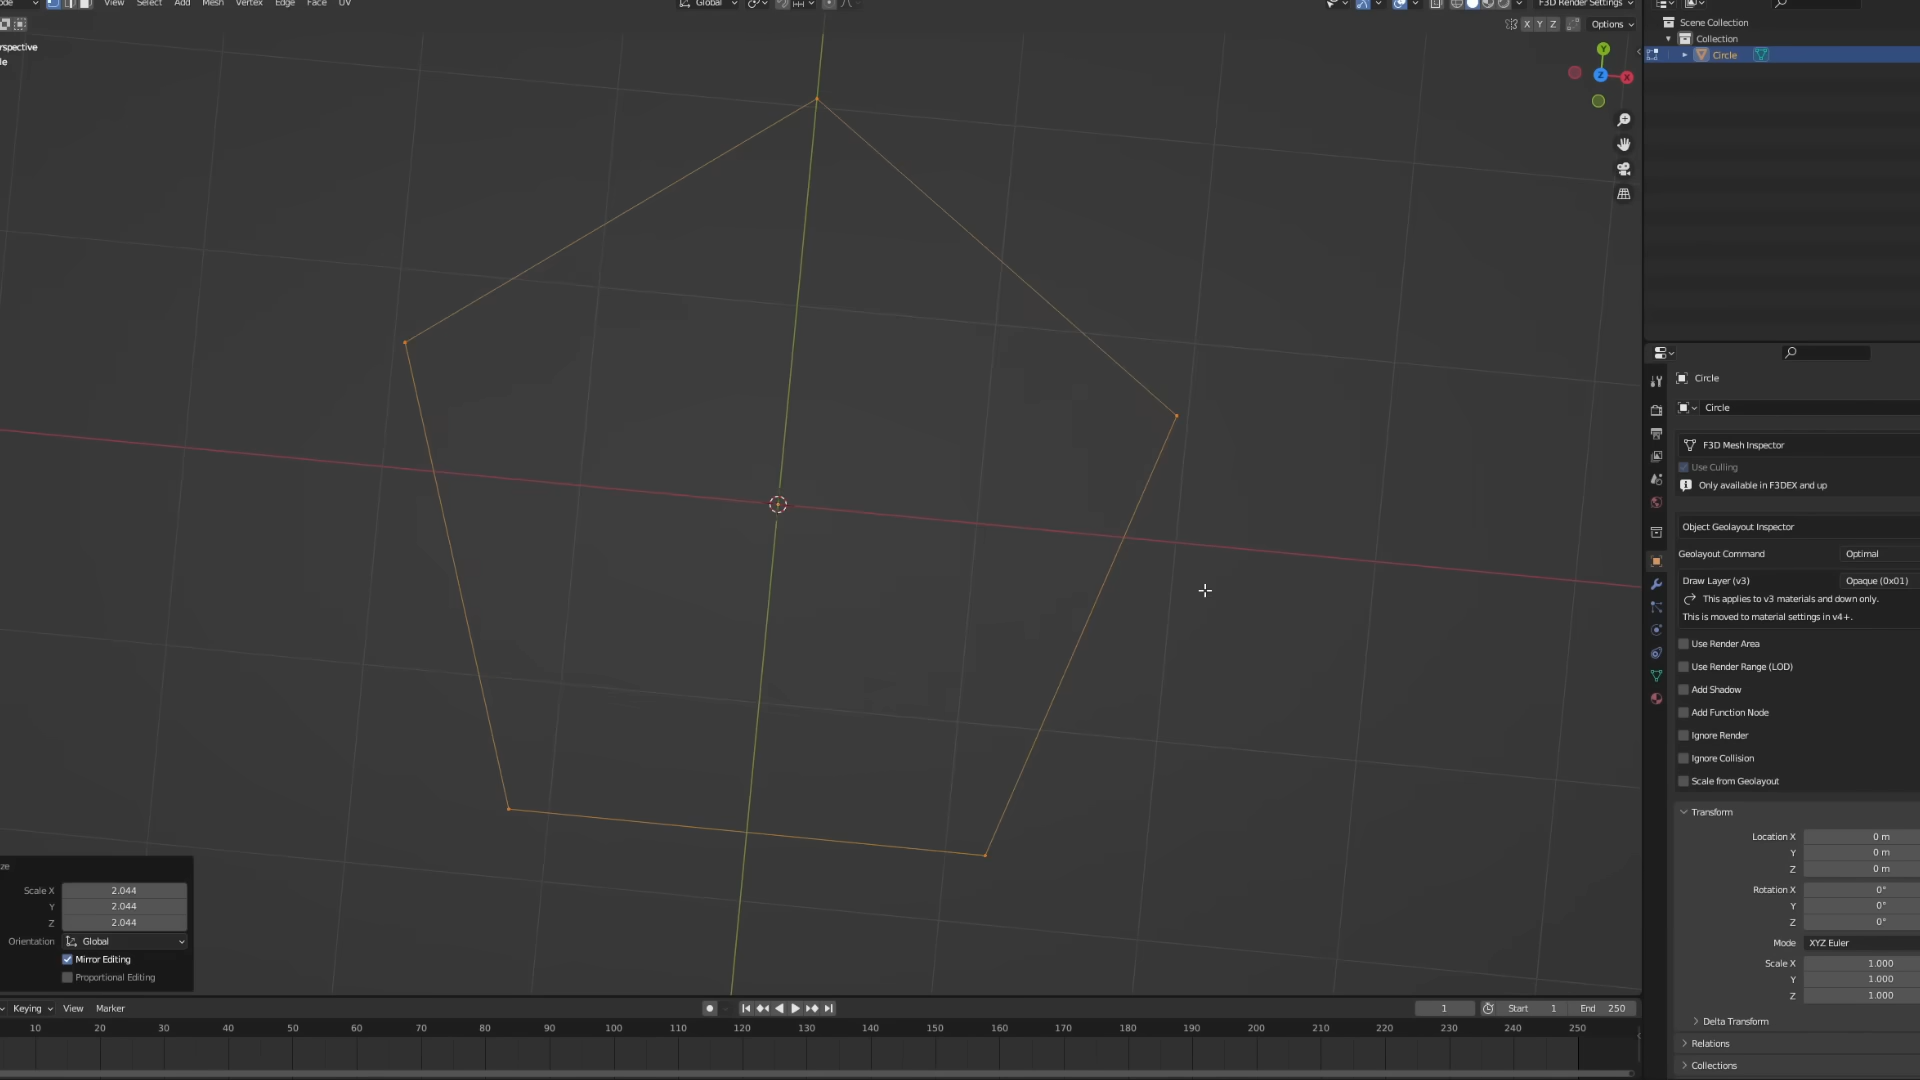 ode
View Select Add Mesh Vertex Edge Face UV
Global
F3D Render Settings
X Y Z
Options
rspective
le
Y
Z X
Scene Collection
Collection
Circle
Circle
Circle
F3D Mesh Inspector
Use Culling
Only available in F3DEX and up
Object Geolayout Inspector
Geolayout Command Optimal
Draw Layer (v3) Opaque (0x01)
This applies to v3 materials and down only.
This is moved to material settings in v4+.
Use Render Area
Use Render Range (LOD)
Add Shadow
Add Function Node
Ignore Render
Ignore Collision
Scale from Geolayout
Transform
Location X 0 m
Y 0 m
Z 0 m
Rotation X 0°
Y 0°
Z 0°
Mode XYZ Euler
Scale X 1.000
Y 1.000
Z 1.000
Delta Transform
Relations
Collections
ze
Scale X 2.044
Y 2.044
Z 2.044
Orientation Global
Mirror Editing
Proportional Editing
Keying View Marker
1 Start 1 End 250
10 20 30 40 50 60 70 80 90 100 110 120 130 140 150 160 170 180 190 200 210 220 230 240 250